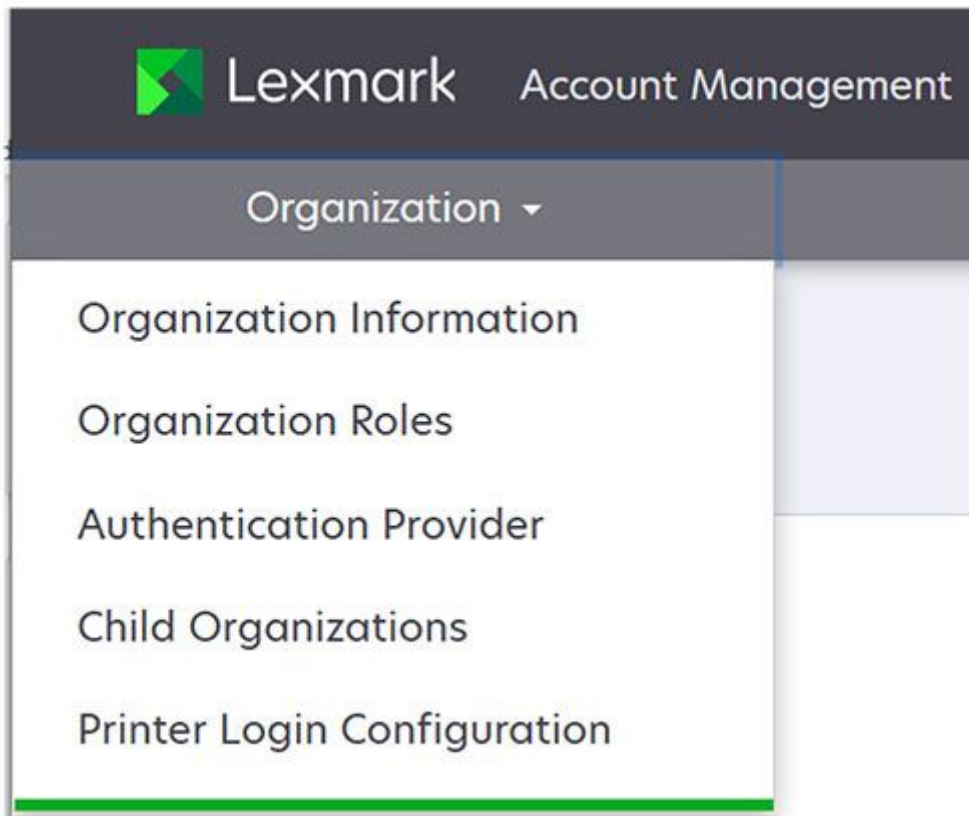 Lexmark Account Management
Organization
Organization Information
Organization Roles
Authentication Provider
Child Organizations
Printer Login Configuration